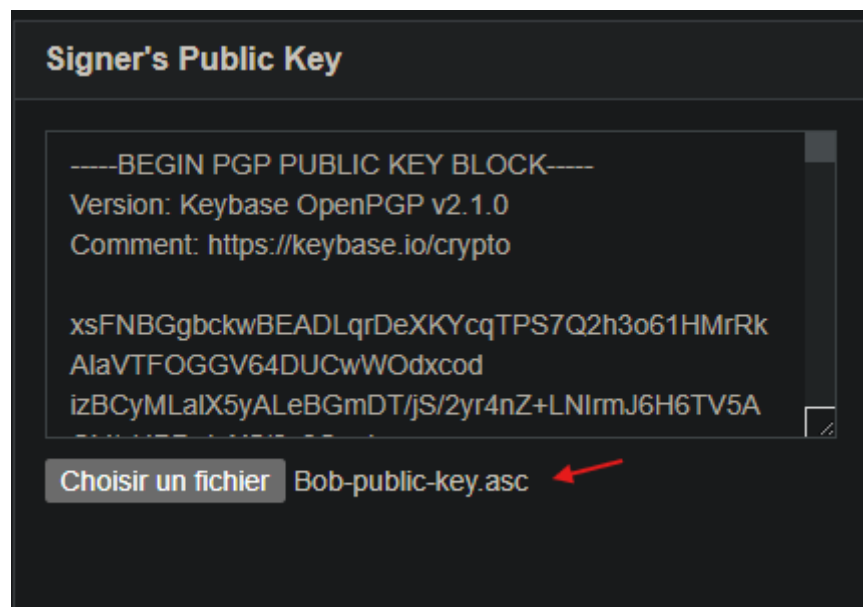 Signer's Public Key
-----BEGIN PGP PUBLIC KEY BLOCK-----
Version: Keybase OpenPGP v2.1.0
Comment: https://keybase.io/crypto
xsFNBGgbckwBEADLqrDeXKYcqTPS7Q2h3o61HMrRk
AlaVTFOGGV64DUCwWOdxcod
izBCyMLalX5yALeBGmDT/jS/2yr4nZ+LNIrmJ6H6TV5A
Choisir un fichier Bob-public-key.asc